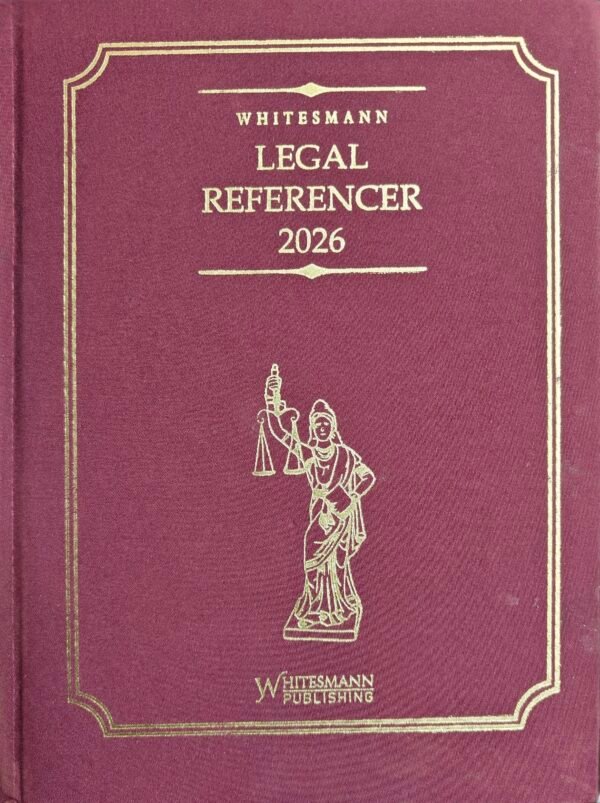 WHITESMANN
LEGAL
REFERENCER
2026
WHITESMANN
PUBLISHING